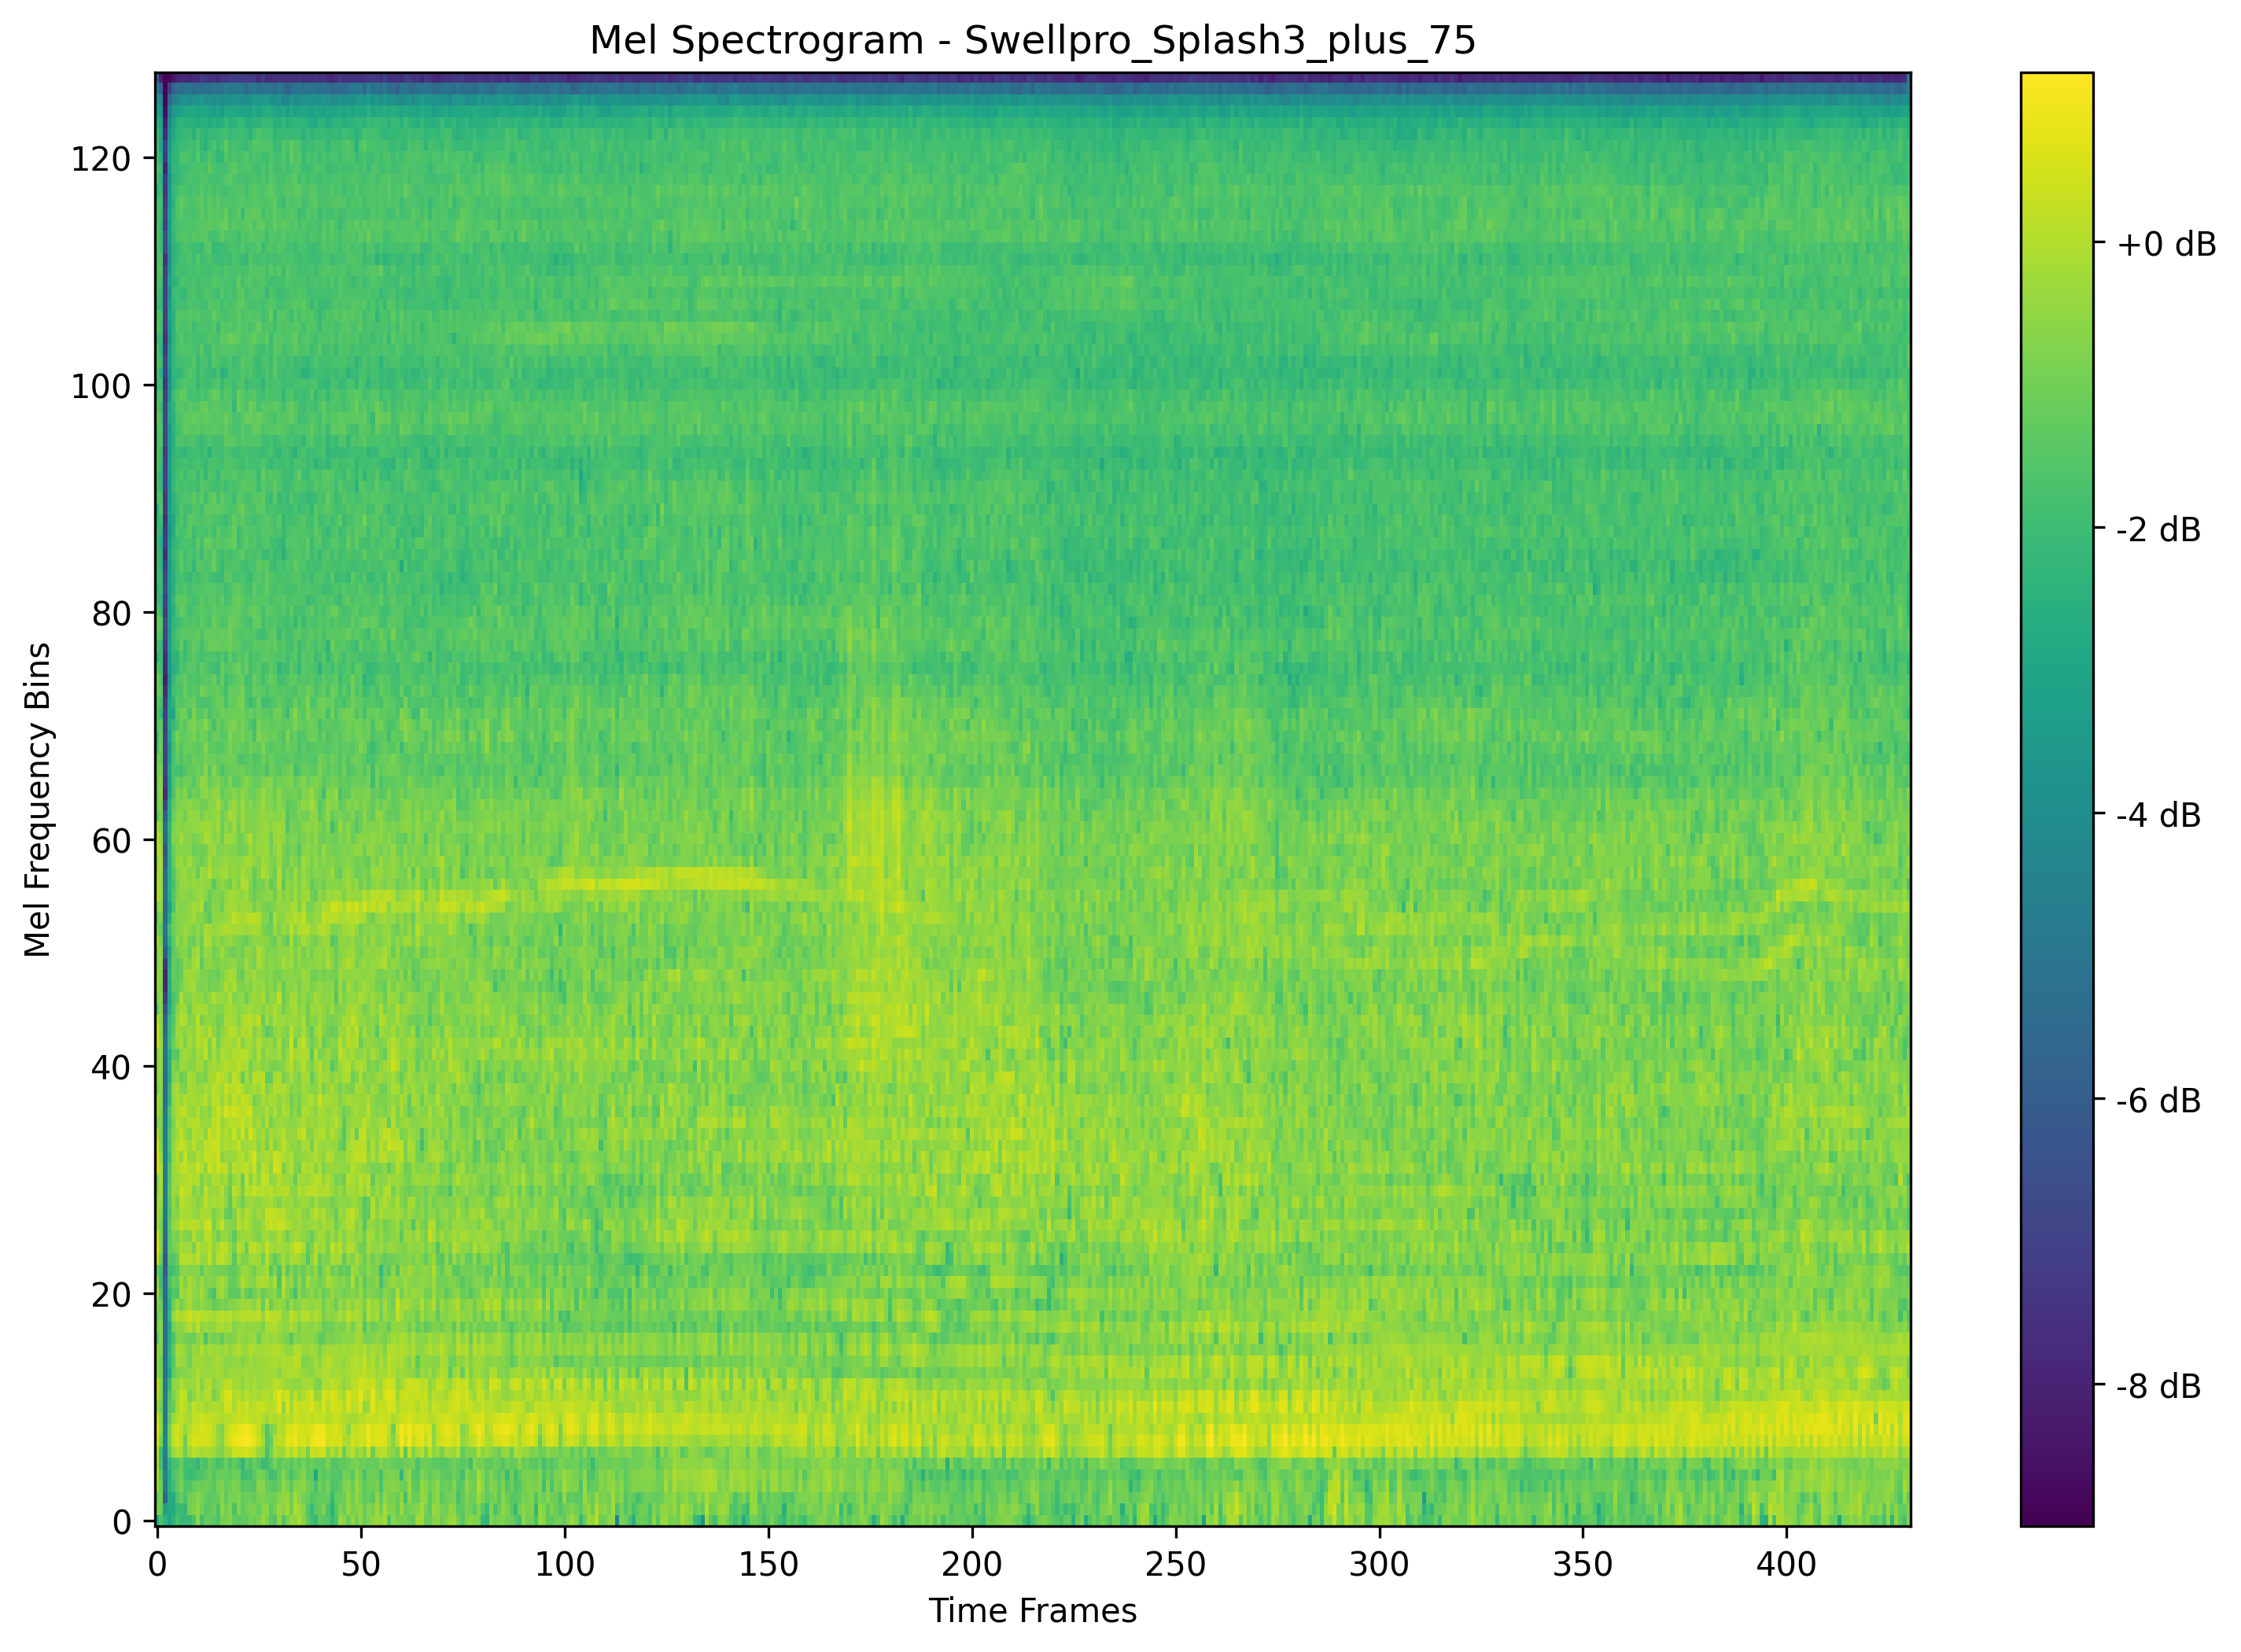 Mel Spectrogram - Swellpro_Splash3_plus_75
Mel Frequency Bins
120
100
80
60
40
20
0
0 50 100 150 200 250 300 350 400
Time Frames
+0 dB
-2 dB
-4 dB
-6 dB
-8 dB